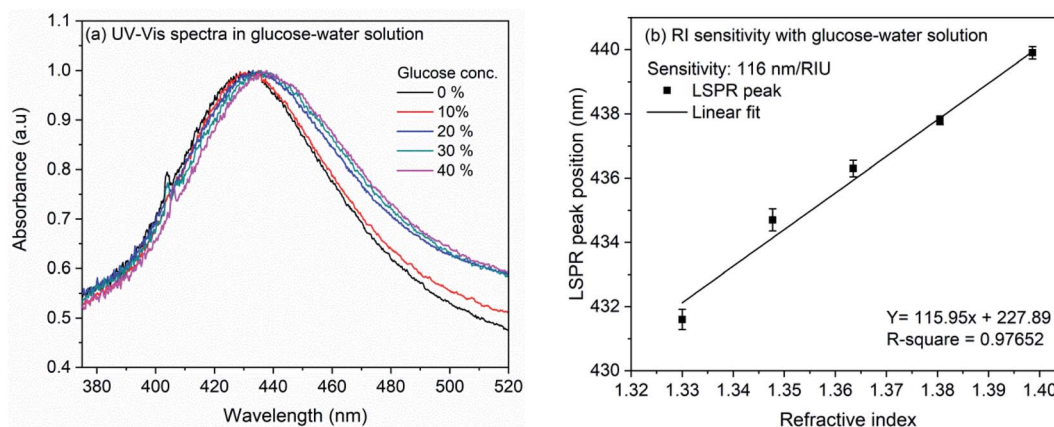 (a) UV-Vis spectra in glucose-water solution
Glucose conc.
0 %
10%
20 %
30 %
40 %
1.1
1.0
0.9
0.8
0.7
0.6
0.5
0.4
Absorbance (a.u)
380 400 420 440 460 480 500 520
Wavelength (nm)
(b) RI sensitivity with glucose-water solution
Sensitivity: 116 nm/RIU
LSPR peak
Linear fit
440
438
436
434
432
430
LSPR peak position (nm)
Y= 115.95x + 227.89
R-square = 0.97652
1.32 1.33 1.34 1.35 1.36 1.37 1.38 1.39 1.40
Refractive index